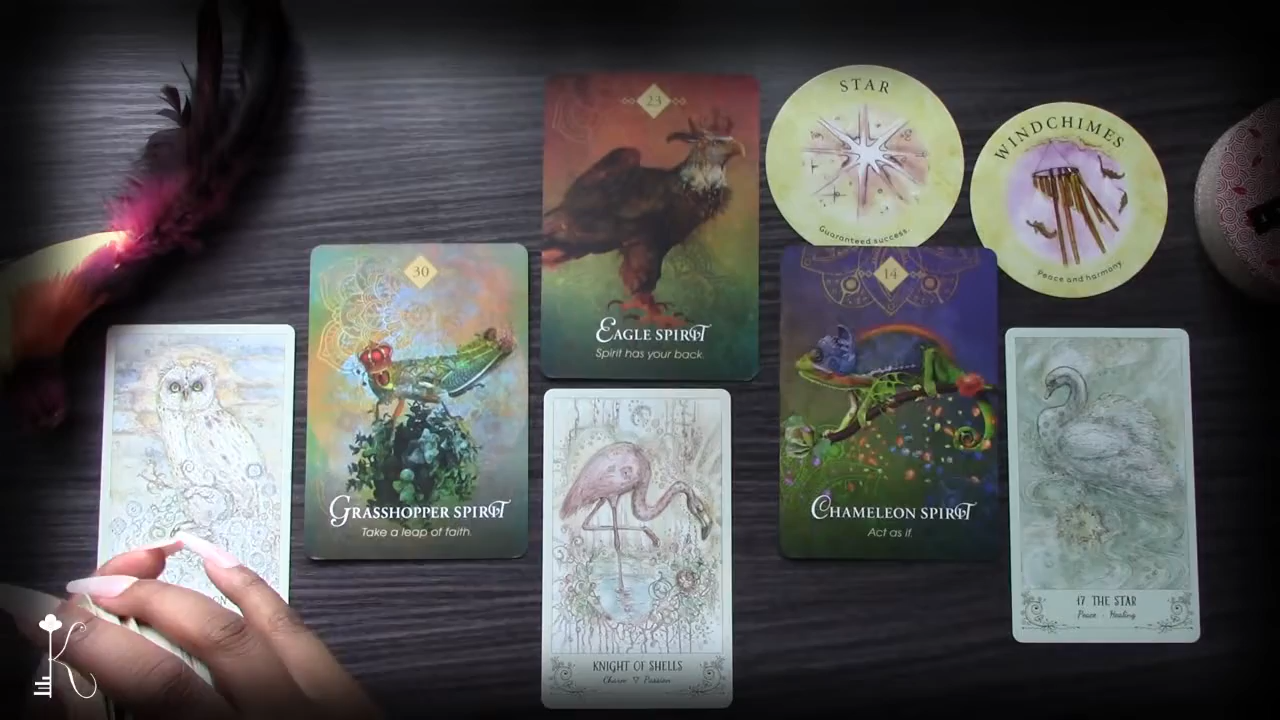 23
EAGLE SPIRIT
Spirit has your back.
STAR
Guaranteed success.
WINDCHIMES
Peace and harmony.
30
GRASSHOPPER SPIRIT
Take a leap of faith.
14
CHAMELEON SPIRIT
Act as if.
KNIGHT OF SHELLS
Charm ▽ Passion
17 THE STAR
Peace · Healing
K